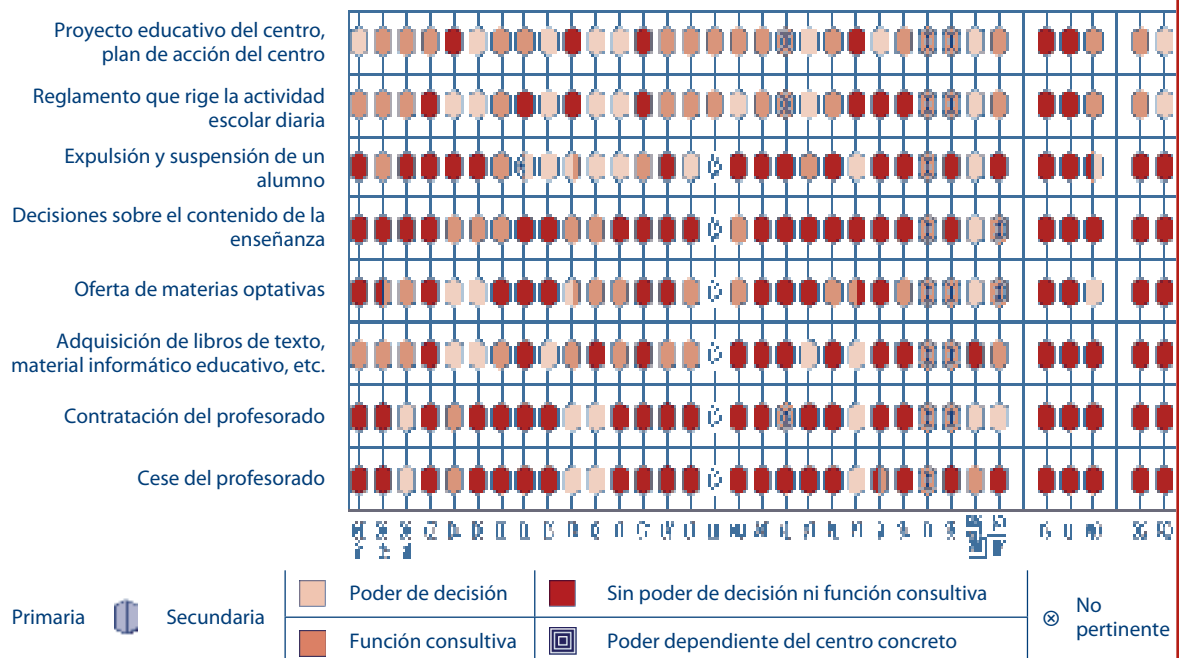 Proyecto educativo del centro,
plan de acción del centro
Reglamento que rige la actividad
escolar diaria
Expulsión y suspensión de un
alumno
Decisiones sobre el contenido de la
enseñanza
Oferta de materias optativas
Adquisición de libros de texto,
material informático educativo, etc.
Contratación del profesorado
Cese del profesorado
Primaria
Secundaria
Poder de decisión
Sin poder de decisión ni función consultiva
Función consultiva
Poder dependiente del centro concreto
No
pertinente